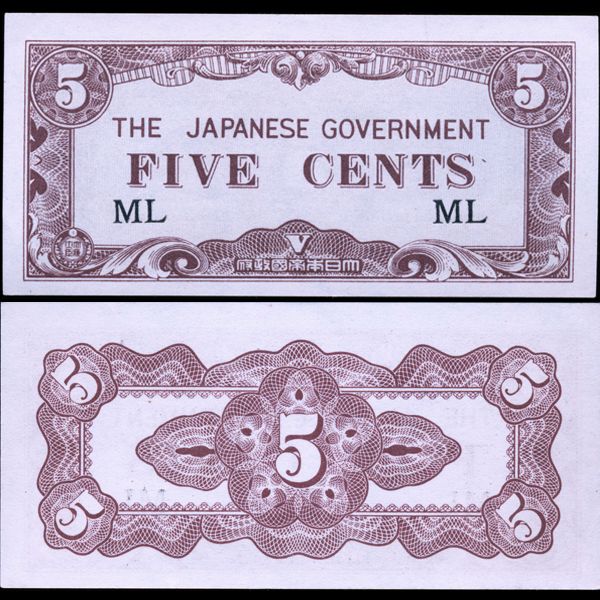 5 5
THE JAPANESE GOVERNMENT
FIVE CENTS
ML ML
V
大日本帝國政府
5 5
5
5 5